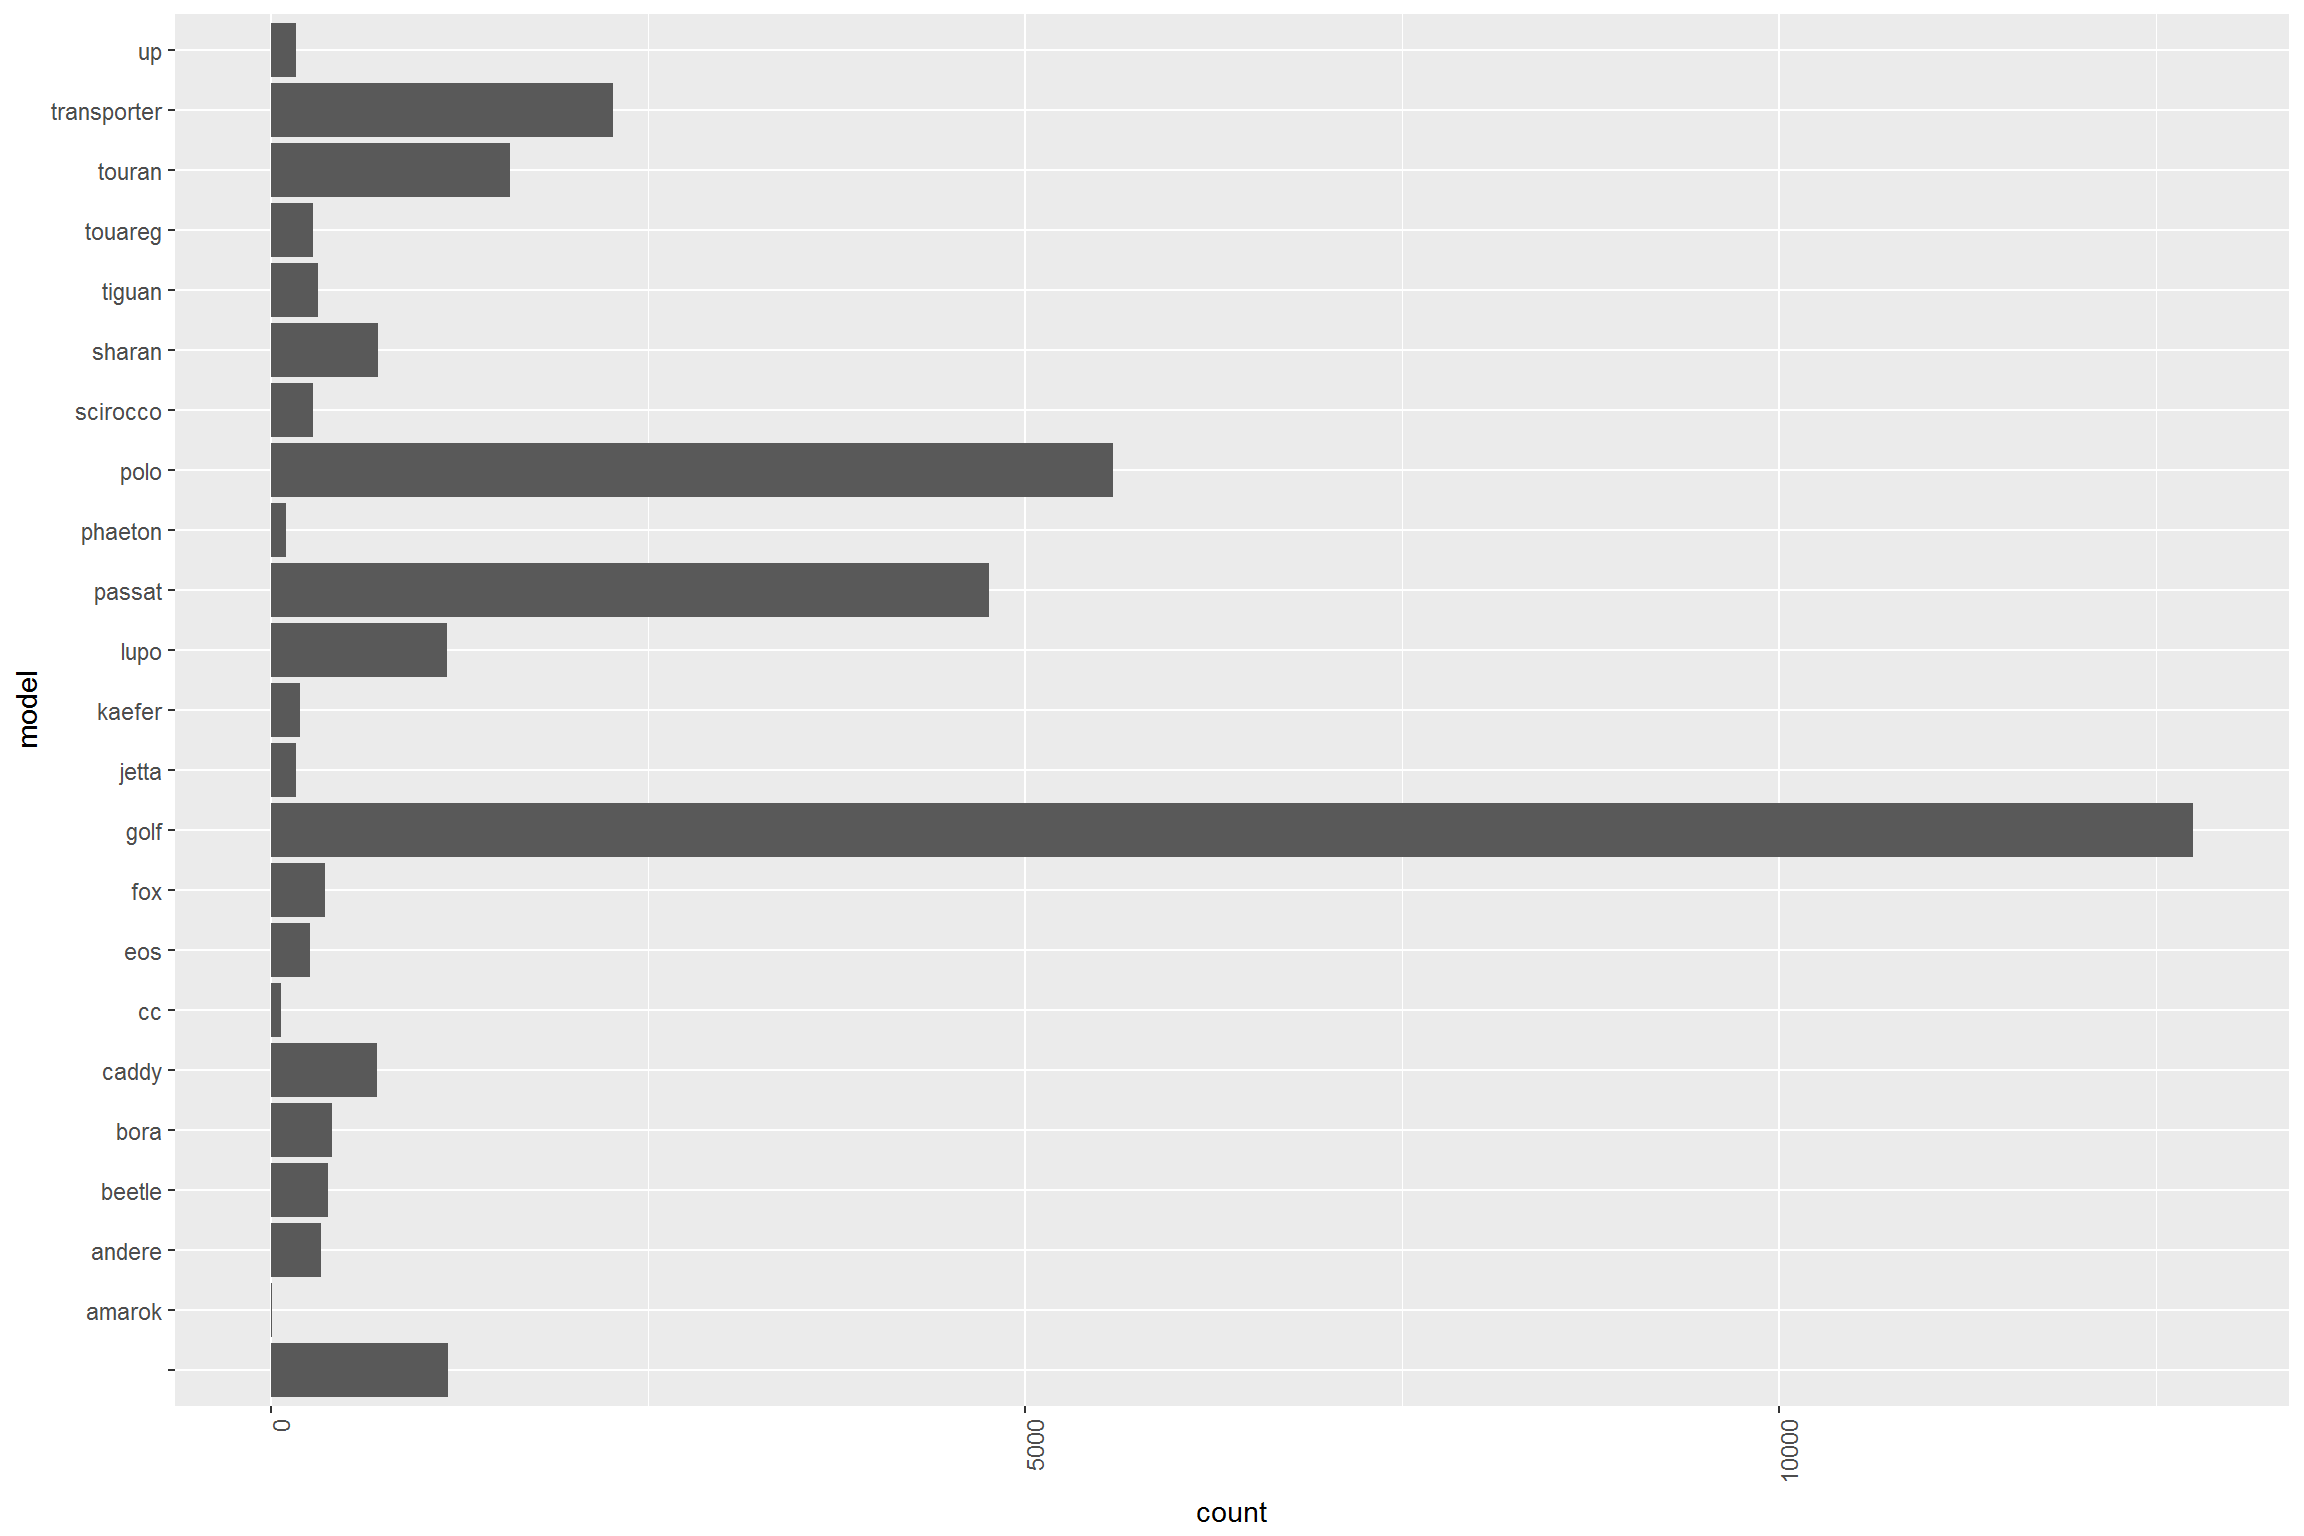 up
transporter
touran
touareg
tiguan
sharan
scirocco
polo
phaeton
passat
lupo
kaefer
jetta
golf
fox
eos
cc
caddy
bora
beetle
andere
amarok
model
0
5000
10000
count